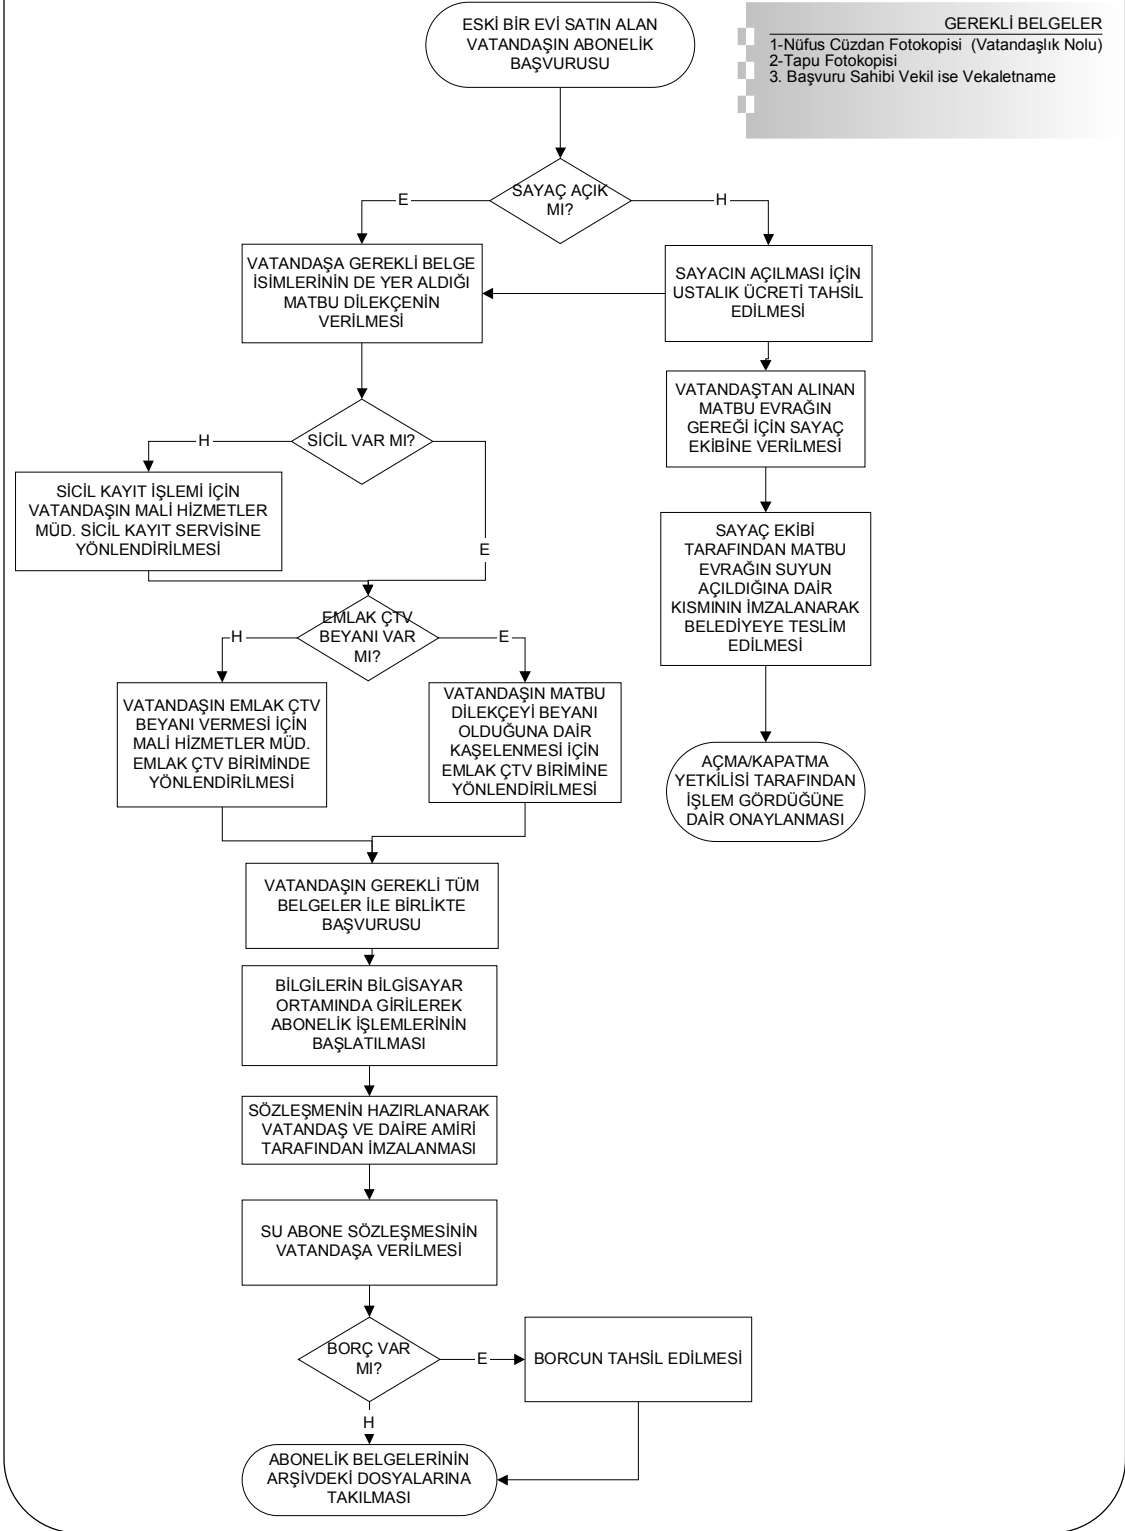 ESKİ BİR EVİ SATIN ALAN
VATANDAŞIN ABONELİK
BAŞVURUSU
GEREKLİ BELGELER
1-Nüfus Cüzdan Fotokopisi (Vatandaşlık Nolu)
2-Tapu Fotokopisi
3. Başvuru Sahibi Vekil ise Vekaletname
SAYAÇ AÇIK
MI?
E
H
VATANDAŞA GEREKLİ BELGE
İSİMLERİNİN DE YER ALDIĞI
MATBU DİLEKÇENİN
VERİLMESİ
SAYACIN AÇILMASI İÇİN
USTALIK ÜCRETİ TAHSİL
EDİLMESİ
VATANDAŞTAN ALINAN
MATBU EVRAĞIN
GEREĞİ İÇİN SAYAÇ
EKİBİNE VERİLMESİ
SİCİL VAR MI?
H
E
SİCİL KAYIT İŞLEMİ İÇİN
VATANDAŞIN MALİ HİZMETLER
MÜD. SİCİL KAYIT SERVİSİNE
YÖNLENDİRİLMESİ
SAYAÇ EKİBİ
TARAFINDAN MATBU
EVRAĞIN SUYUN
AÇILDIĞINA DAİR
KISMININ İMZALANARAK
BELEDİYEYE TESLİM
EDİLMESİ
EMLAK ÇTV
BEYANI VAR
MI?
H
E
VATANDAŞIN EMLAK ÇTV
BEYANI VERMESİ İÇİN
MALİ HİZMETLER MÜD.
EMLAK ÇTV BİRİMİNDE
YÖNLENDİRİLMESİ
VATANDAŞIN MATBU
DİLEKÇEYİ BEYANI
OLDUĞUNA DAİR
KAŞELENMESİ İÇİN
EMLAK ÇTV BİRİMİNE
YÖNLENDİRİLMESİ
AÇMA/KAPATMA
YETKİLİSİ TARAFINDAN
İŞLEM GÖRDÜĞÜNE
DAİR ONAYLANMASI
VATANDAŞIN GEREKLİ TÜM
BELGELER İLE BİRLİKTE
BAŞVURUSU
BİLGİLERİN BİLGİSAYAR
ORTAMINDA GİRİLEREK
ABONELİK İŞLEMLERİNİN
BAŞLATILMASI
SÖZLEŞMENİN HAZIRLANARAK
VATANDAŞ VE DAİRE AMİRİ
TARAFINDAN İMZALANMASI
SU ABONE SÖZLEŞMESİNİN
VATANDAŞA VERİLMESİ
BORÇ VAR
MI?
E
BORCUN TAHSİL EDİLMESİ
H
ABONELİK BELGELERİNİN
ARŞİVDEKİ DOSYALARINA
TAKILMASI